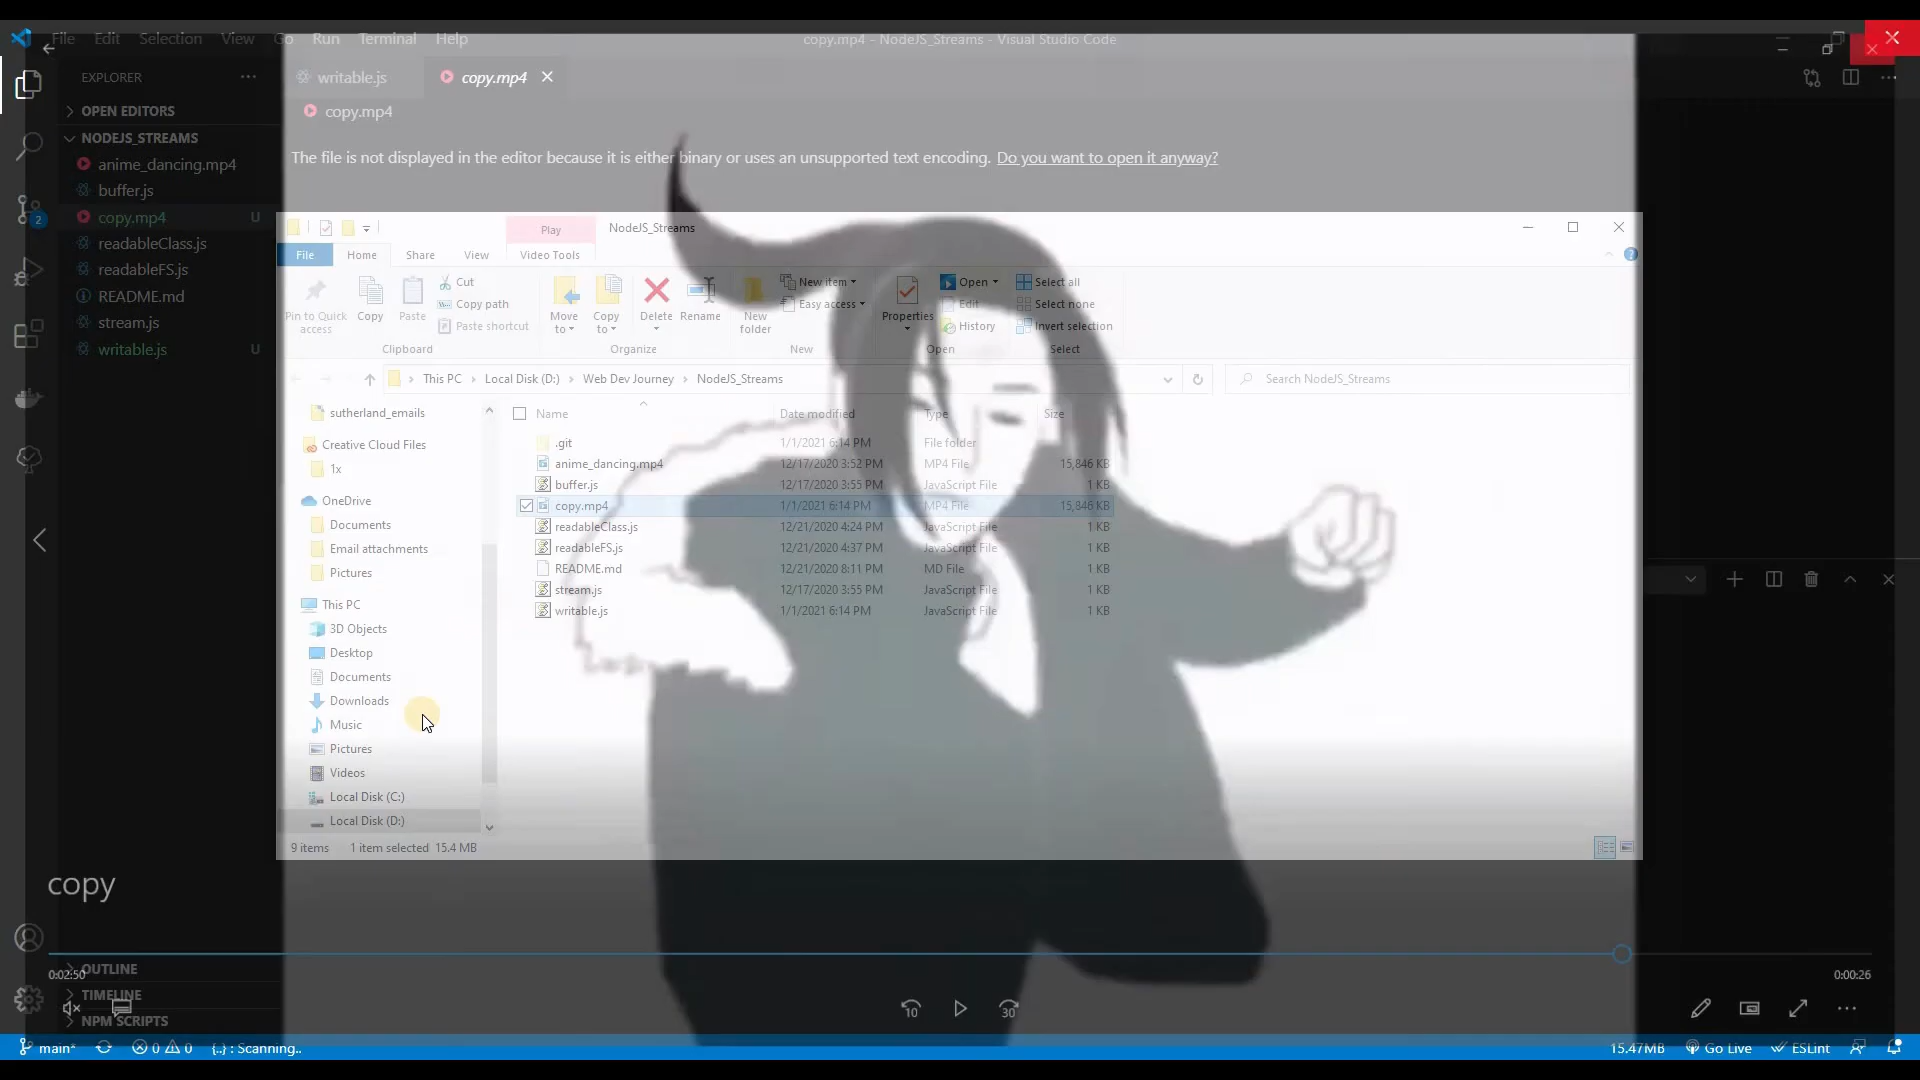 File Edit Selection View Go Run Terminal Help
copy.mp4 - NodeJS_Streams - Visual Studio Code
EXPLORER
OPEN EDITORS
NODEJS_STREAMS
anime_dancing.mp4
buffer.js
copy.mp4 U
readableClass.js
readableFS.js
README.md
stream.js
writable.js U
2
writable.js
copy.mp4
copy.mp4
The file is not displayed in the editor because it is either binary or uses an unsupported text encoding. Do you want to open it anyway?
Play
NodeJS_Streams
File Home Share View Video Tools
Pin to Quick access
Copy
Paste
Cut
Copy path
Paste shortcut
Clipboard
Move to
Copy to
Delete
Rename
Organize
New folder
New item
Easy access
New
Properties
Open
Edit
History
Open
Select all
Select none
Invert selection
Select
This PC > Local Disk (D:) > Web Dev Journey > NodeJS_Streams
Search NodeJS_Streams
sutherland_emails
Creative Cloud Files
1x
OneDrive
Documents
Email attachments
Pictures
This PC
3D Objects
Desktop
Documents
Downloads
Music
Pictures
Videos
Local Disk (C:)
Local Disk (D:)
Name Date modified Type Size
.git 1/1/2021 6:14 PM File folder
anime_dancing.mp4 12/17/2020 3:52 PM MP4 File 15,846 KB
buffer.js 12/17/2020 3:55 PM JavaScript File 1 KB
copy.mp4 1/1/2021 6:14 PM MP4 File 15,846 KB
readableClass.js 12/21/2020 4:24 PM JavaScript File 1 KB
readableFS.js 12/21/2020 4:37 PM JavaScript File 1 KB
README.md 12/21/2020 8:11 PM MD File 1 KB
stream.js 12/17/2020 3:55 PM JavaScript File 1 KB
writable.js 1/1/2021 6:14 PM JavaScript File 1 KB
9 items 1 item selected 15.4 MB
copy
0:02:50
0:00:26
OUTLINE
TIMELINE
NPM SCRIPTS
10
30
main* 0 0 {..} : Scanning..
15.47MB Go Live ESLint